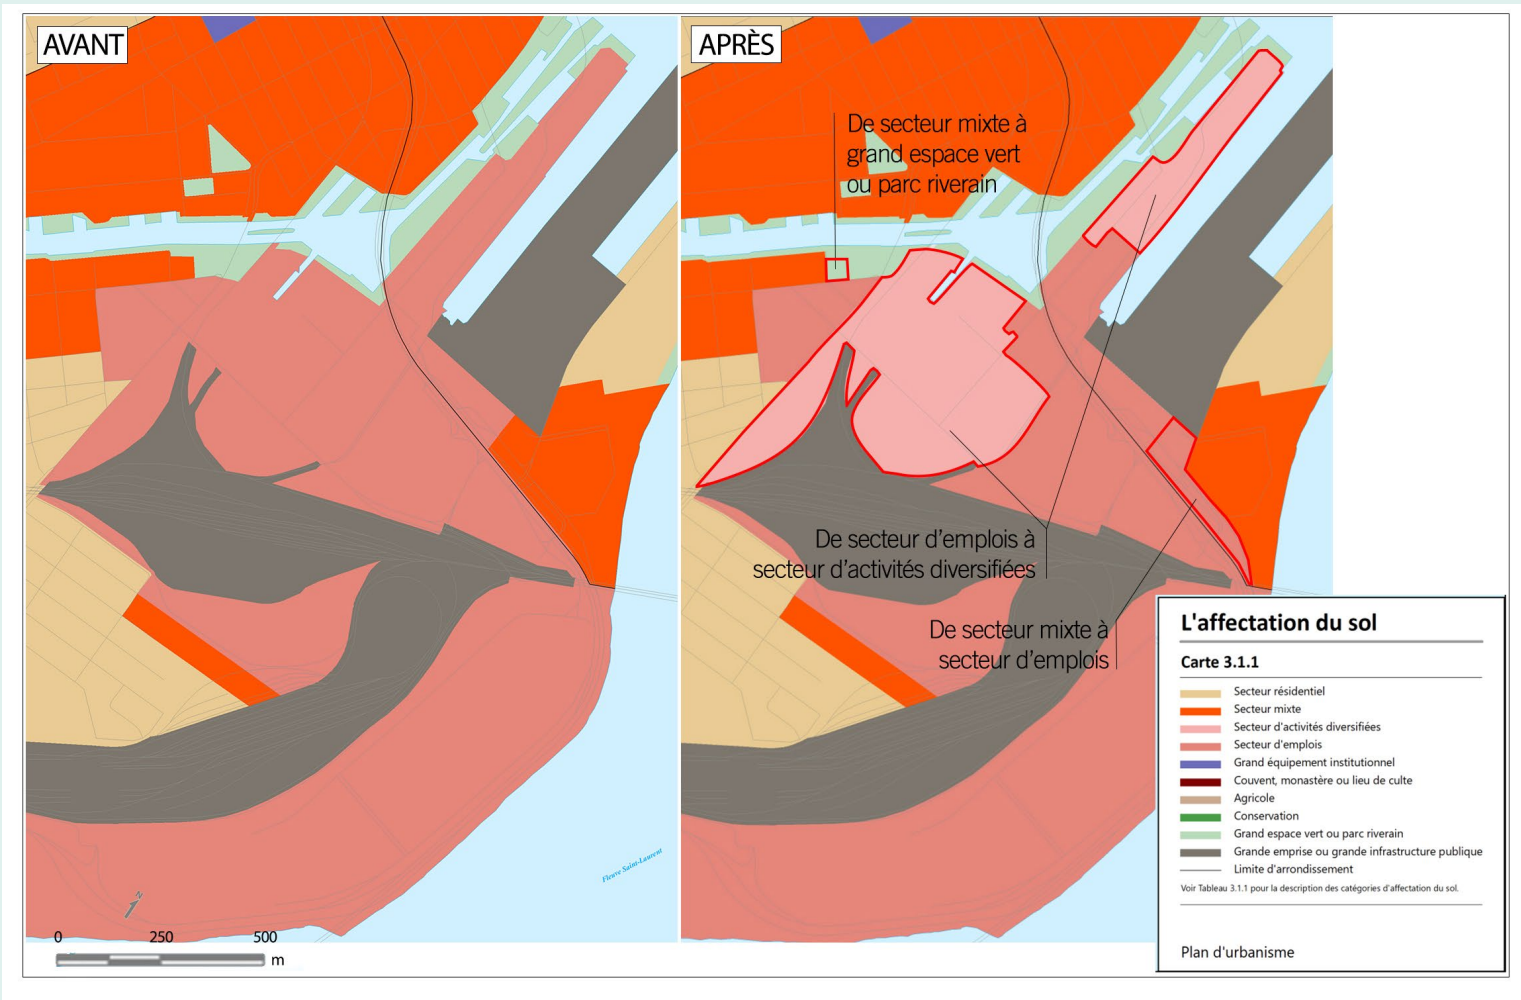 AVANT
APRÈS
De secteur mixte à
grand espace vert
ou parc riverain
De secteur d'emplois à
secteur d'activités diversifiées
De secteur mixte à
secteur d'emplois
L'affectation du sol
Carte 3.1.1
Secteur résidentiel
Secteur mixte
Secteur d'activités diversifiées
Secteur d'emplois
Grand équipement institutionnel
Couvent, monastère ou lieu de culte
Agricole
Conservation
Grand espace vert ou parc riverain
Grande emprise ou grande infrastructure publique
Limite d'arrondissement
Voir Tableau 3.1.1 pour la description des catégories d'affectation du sol.
Plan d'urbanisme
Fleuve Saint-Laurent
N
0 250 500
m